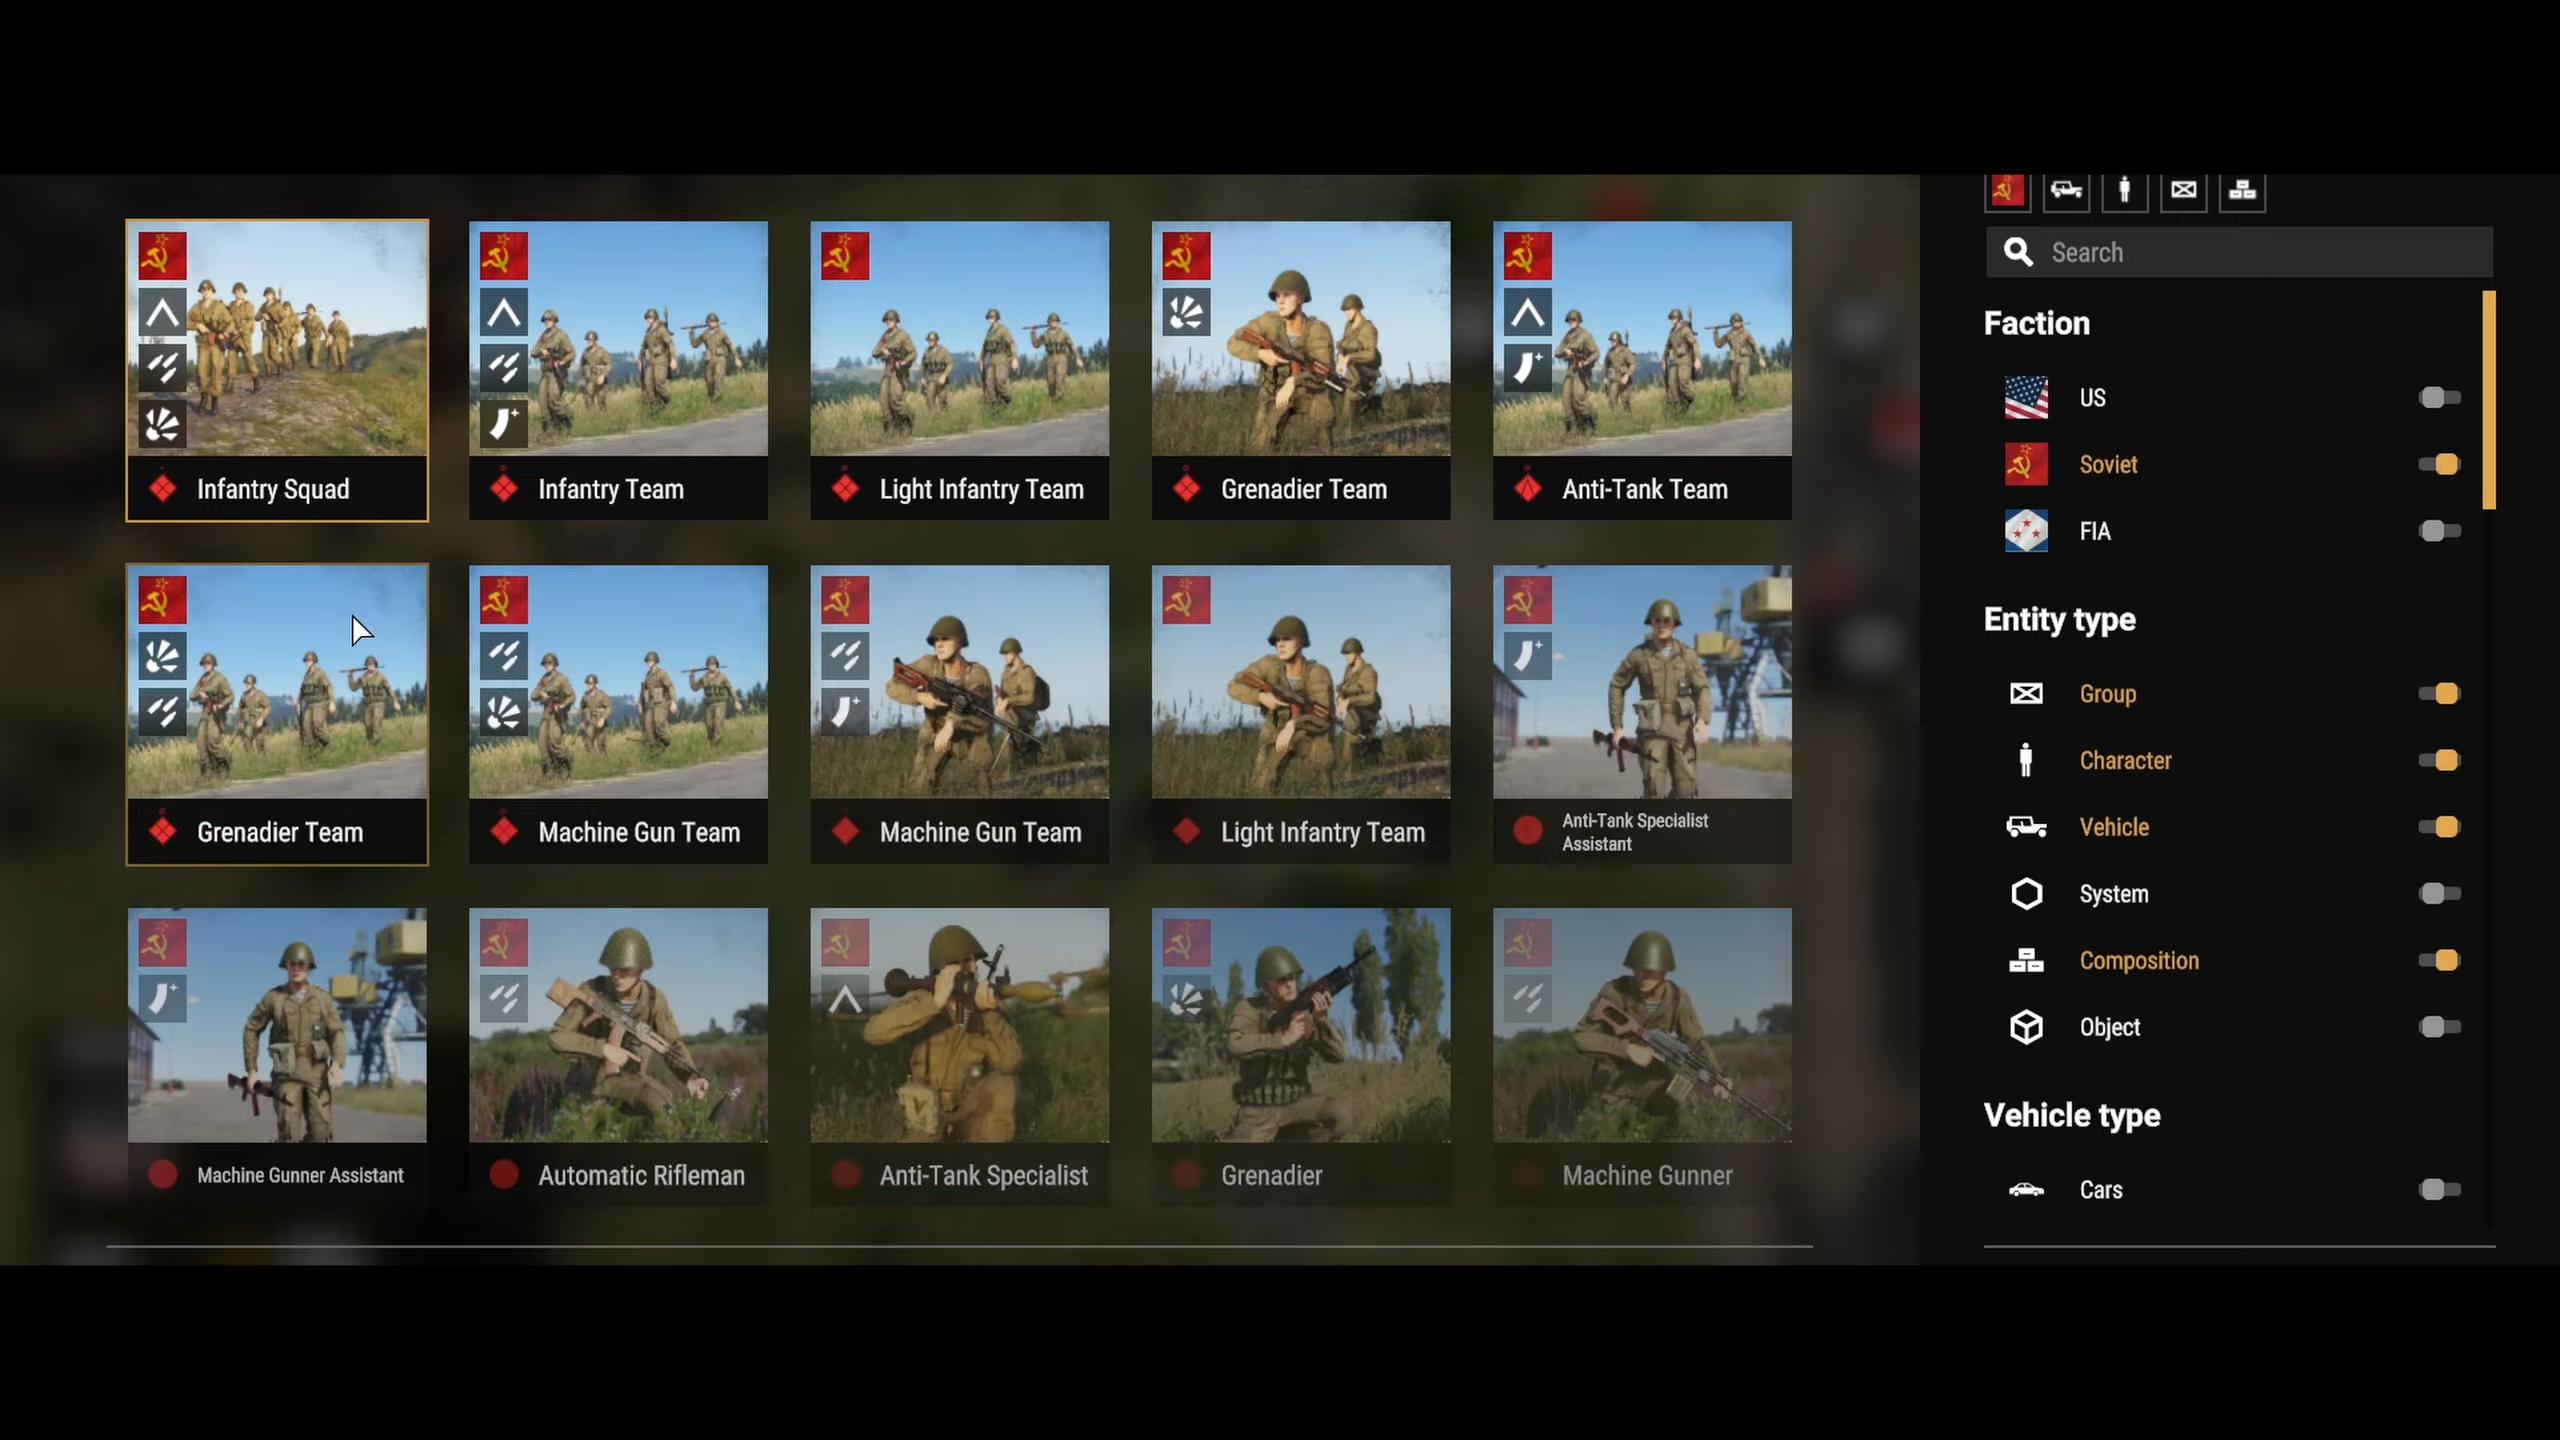 Infantry Squad
Infantry Team
Light Infantry Team
Grenadier Team
Anti-Tank Team
Grenadier Team
Machine Gun Team
Machine Gun Team
Light Infantry Team
Anti-Tank Specialist
Assistant
Machine Gunner Assistant
Automatic Rifleman
Anti-Tank Specialist
Grenadier
Machine Gunner
Search
Faction
US
Soviet
FIA
Entity type
Group
Character
Vehicle
System
Composition
Object
Vehicle type
Cars